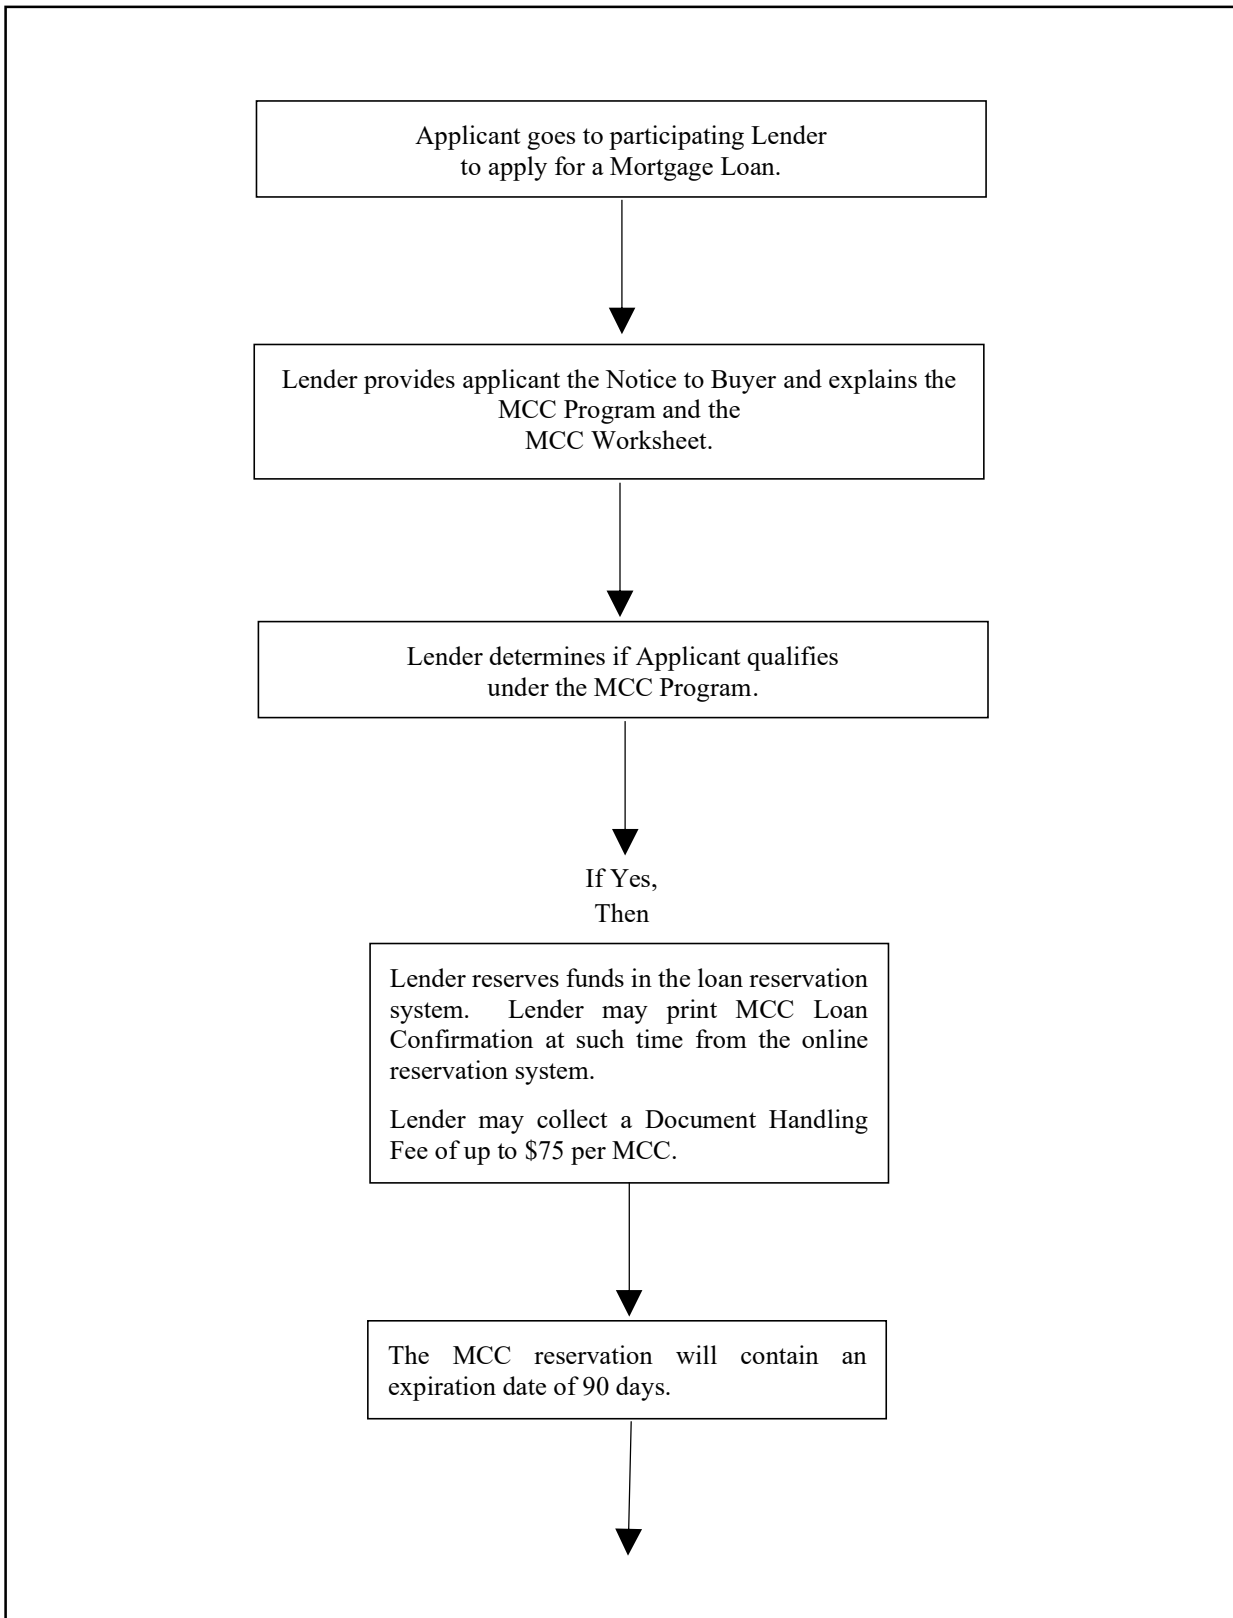 Applicant goes to participating Lender
to apply for a Mortgage Loan.
Lender provides applicant the Notice to Buyer and explains the
MCC Program and the
MCC Worksheet.
Lender determines if Applicant qualifies
under the MCC Program.
If Yes,
Then
Lender reserves funds in the loan reservation
system. Lender may print MCC Loan
Confirmation at such time from the online
reservation system.
Lender may collect a Document Handling
Fee of up to $75 per MCC.
The MCC reservation will contain an
expiration date of 90 days.